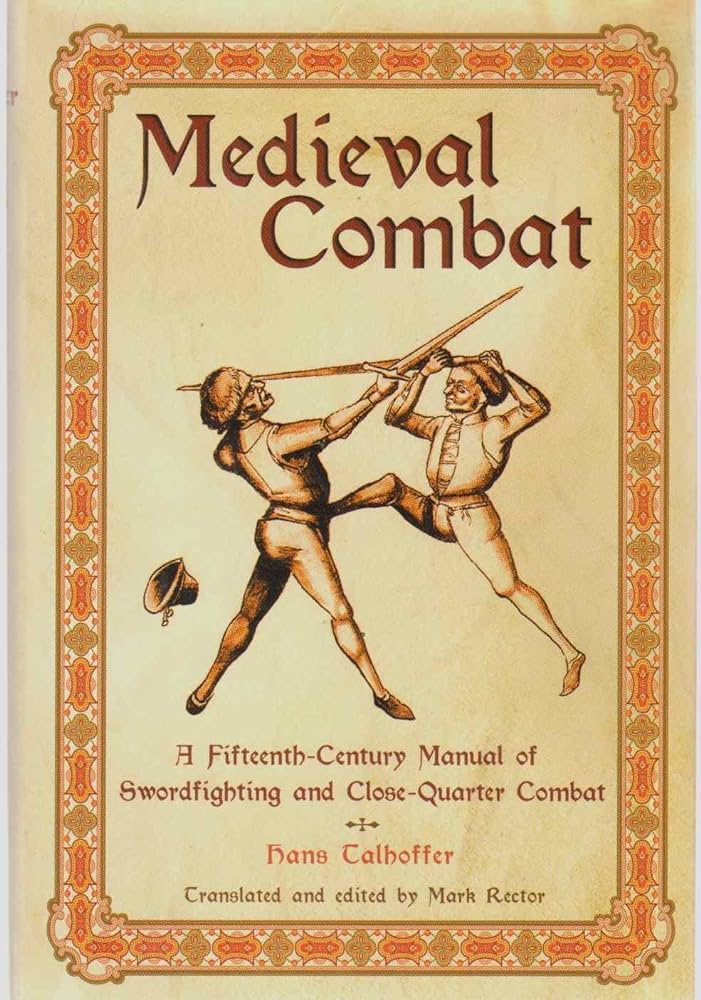 Medieval
Combat
A Fifteenth-Century Manual of
Swordfighting and Close-Quarter Combat
Hans Talhoffer
Translated and edited by Mark Rector